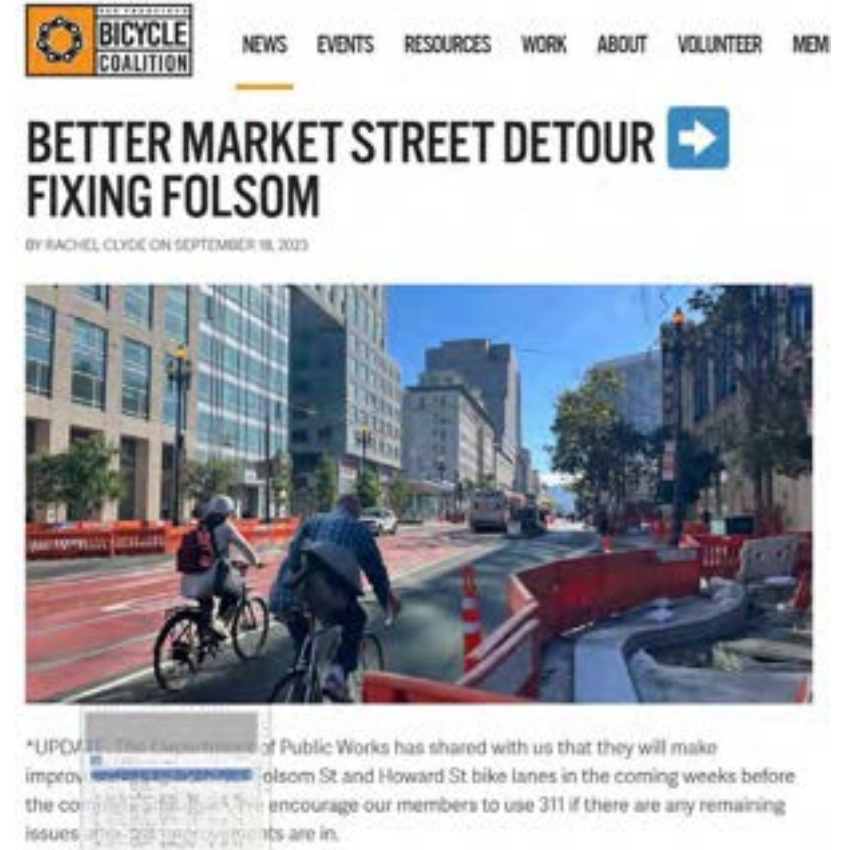 SAN FRANCISCO
BICYCLE
COALITION
NEWS EVENTS RESOURCES WORK ABOUT VOLUNTEER MEM
BETTER MARKET STREET DETOUR ➡
FIXING FOLSOM
BY RACHEL CLYDE ON SEPTEMBER 18, 2023
*UPDATE: The Department of Public Works has shared with us that they will make
olsom St and Howard St bike lanes in the coming weeks before
the encourage our members to use 311 if there are any remaining
issues are in.